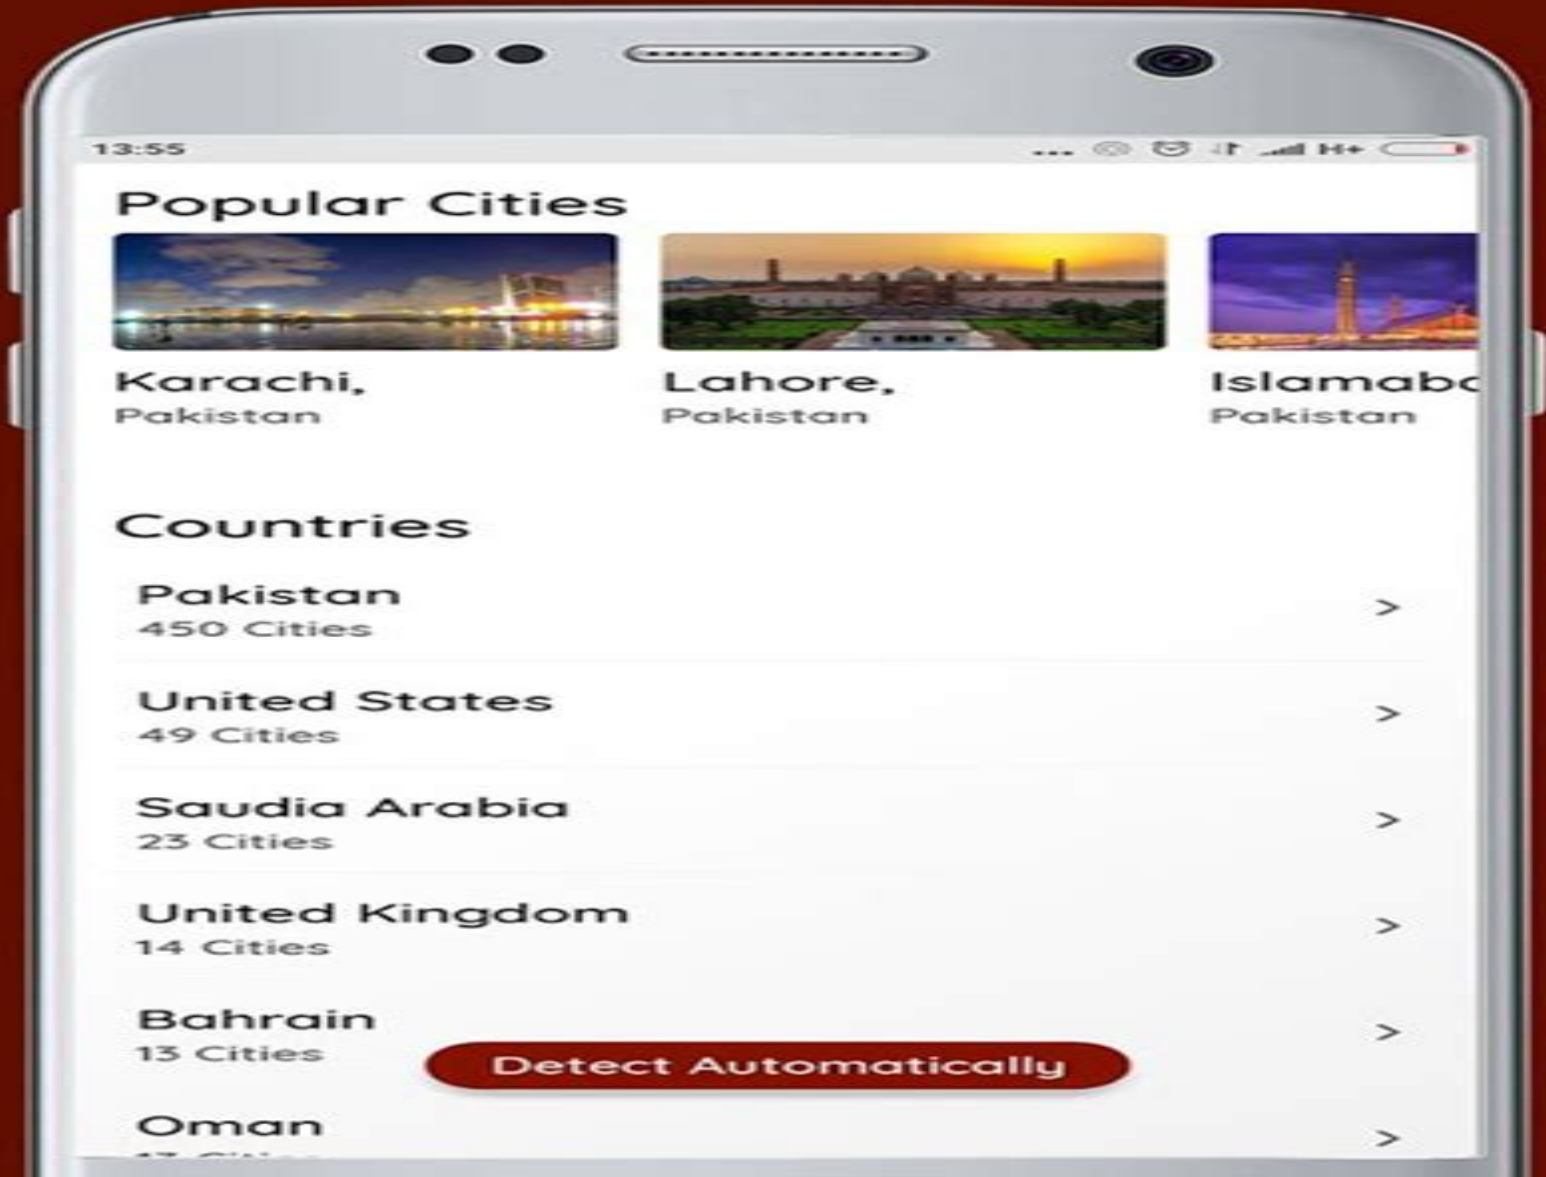 13:55
H+
Popular Cities
Karachi,
Pakistan
Lahore,
Pakistan
Pakistan
Countries
Pakistan
450 Cities
United States
49 Cities
Saudia Arabia
23 Cities
United Kingdom
14 Cities
Bahrain
13 Cities
Detect Automatically
Oman